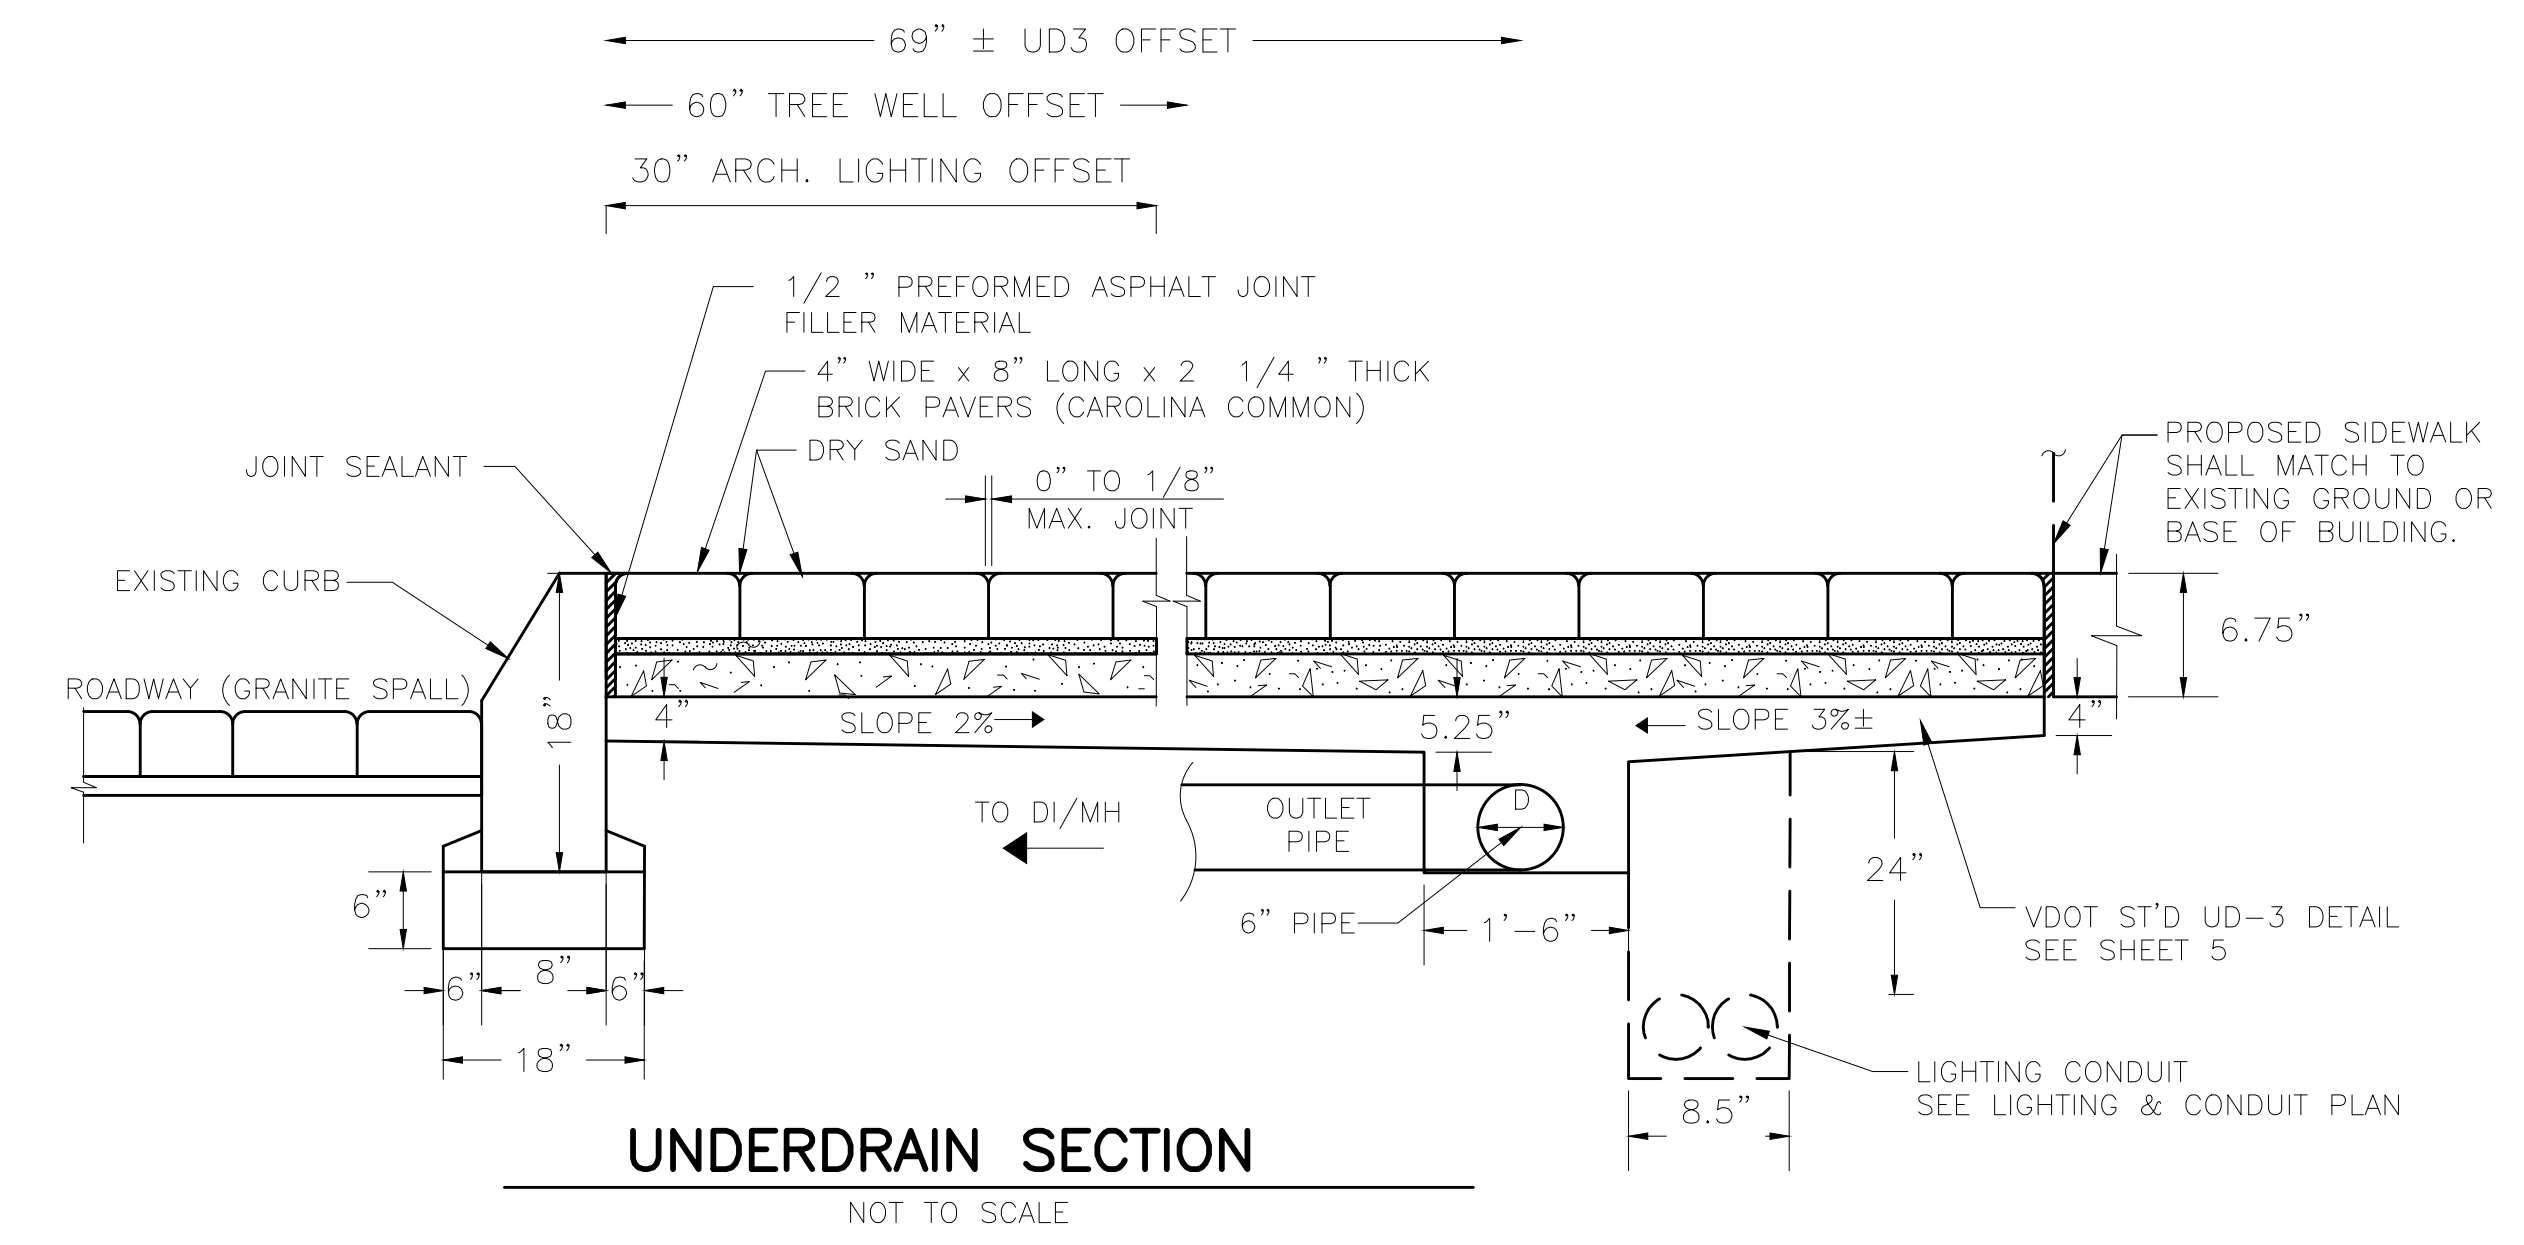 69” ± UD3 OFFSET
60” TREE WELL OFFSET
30” ARCH. LIGHTING OFFSET
1/2 ” PREFORMED ASPHALT JOINT
FILLER MATERIAL
4” WIDE x 8” LONG x 2 1/4 ” THICK
BRICK PAVERS (CAROLINA COMMON)
DRY SAND
JOINT SEALANT
0” TO 1/8”
MAX. JOINT
PROPOSED SIDEWALK
SHALL MATCH TO
EXISTING GROUND OR
BASE OF BUILDING.
EXISTING CURB
6.75”
ROADWAY (GRANITE SPALL)
18”
4”
SLOPE 2%
5.25”
SLOPE 3%±
4”
TO DI/MH
OUTLET
PIPE
D
24”
6”
6” PIPE
1’-6”
VDOT ST’D UD-3 DETAIL
SEE SHEET 5
6”
8”
6”
18”
LIGHTING CONDUIT
SEE LIGHTING & CONDUIT PLAN
8.5”
UNDERDRAIN SECTION
NOT TO SCALE